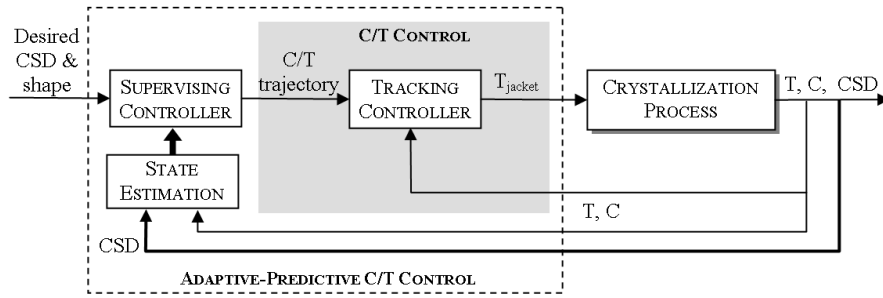 Desired
CSD &
shape
C/T CONTROL
C/T
trajectory
SUPERVISING
CONTROLLER
TRACKING
CONTROLLER
Tjacket
CRYSTALLIZATION
PROCESS
T, C, CSD
STATE
ESTIMATION
T, C
CSD
ADAPTIVE-PREDICTIVE C/T CONTROL